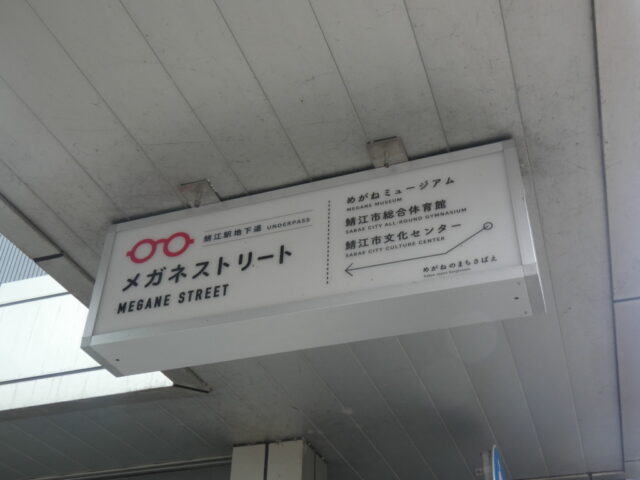 鯖江駅地下道 UNDERPASS
メガネストリート
MEGANE STREET
めがねミュージアム
MEGANE MUSEUM
鯖江市総合体育館
SABAE CITY ALL-ROUND GYMNASIUM
鯖江市文化センター
SABAE CITY CULTURE CENTER
めがねのまちさばえ